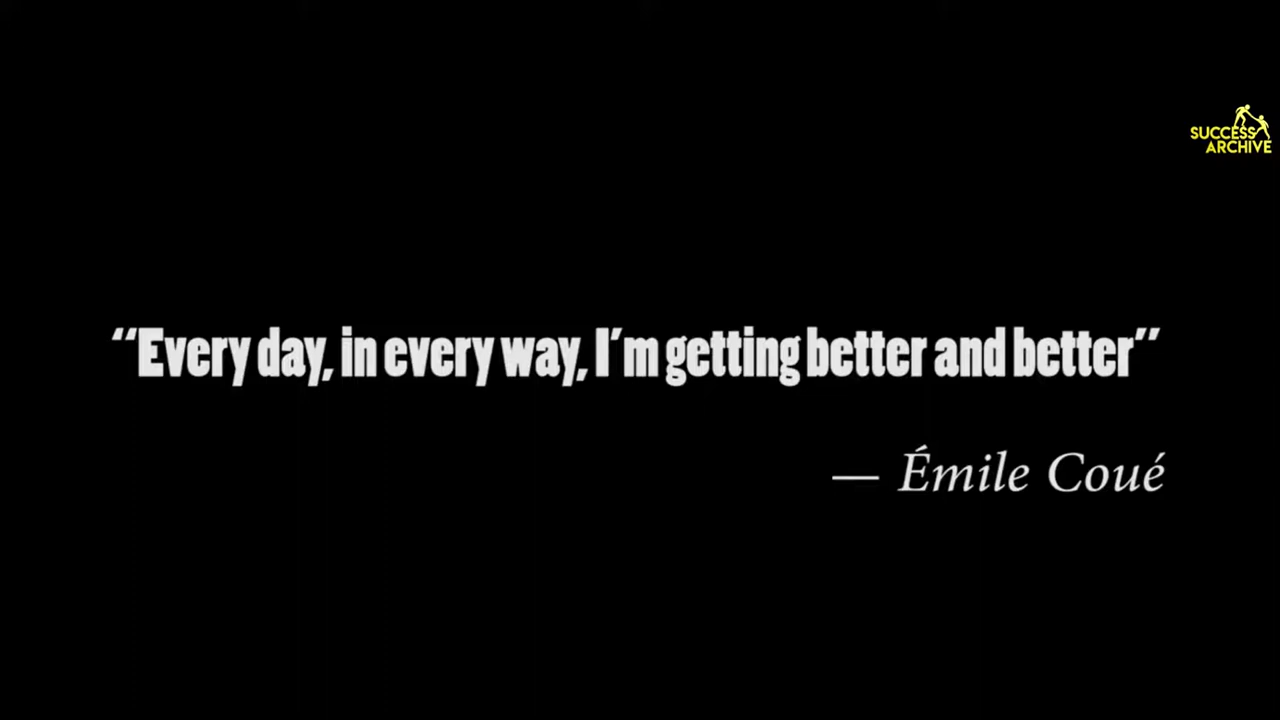 SUCCESS
ARCHIVE
“Every day, in every way, I'm getting better and better”
— Émile Coué